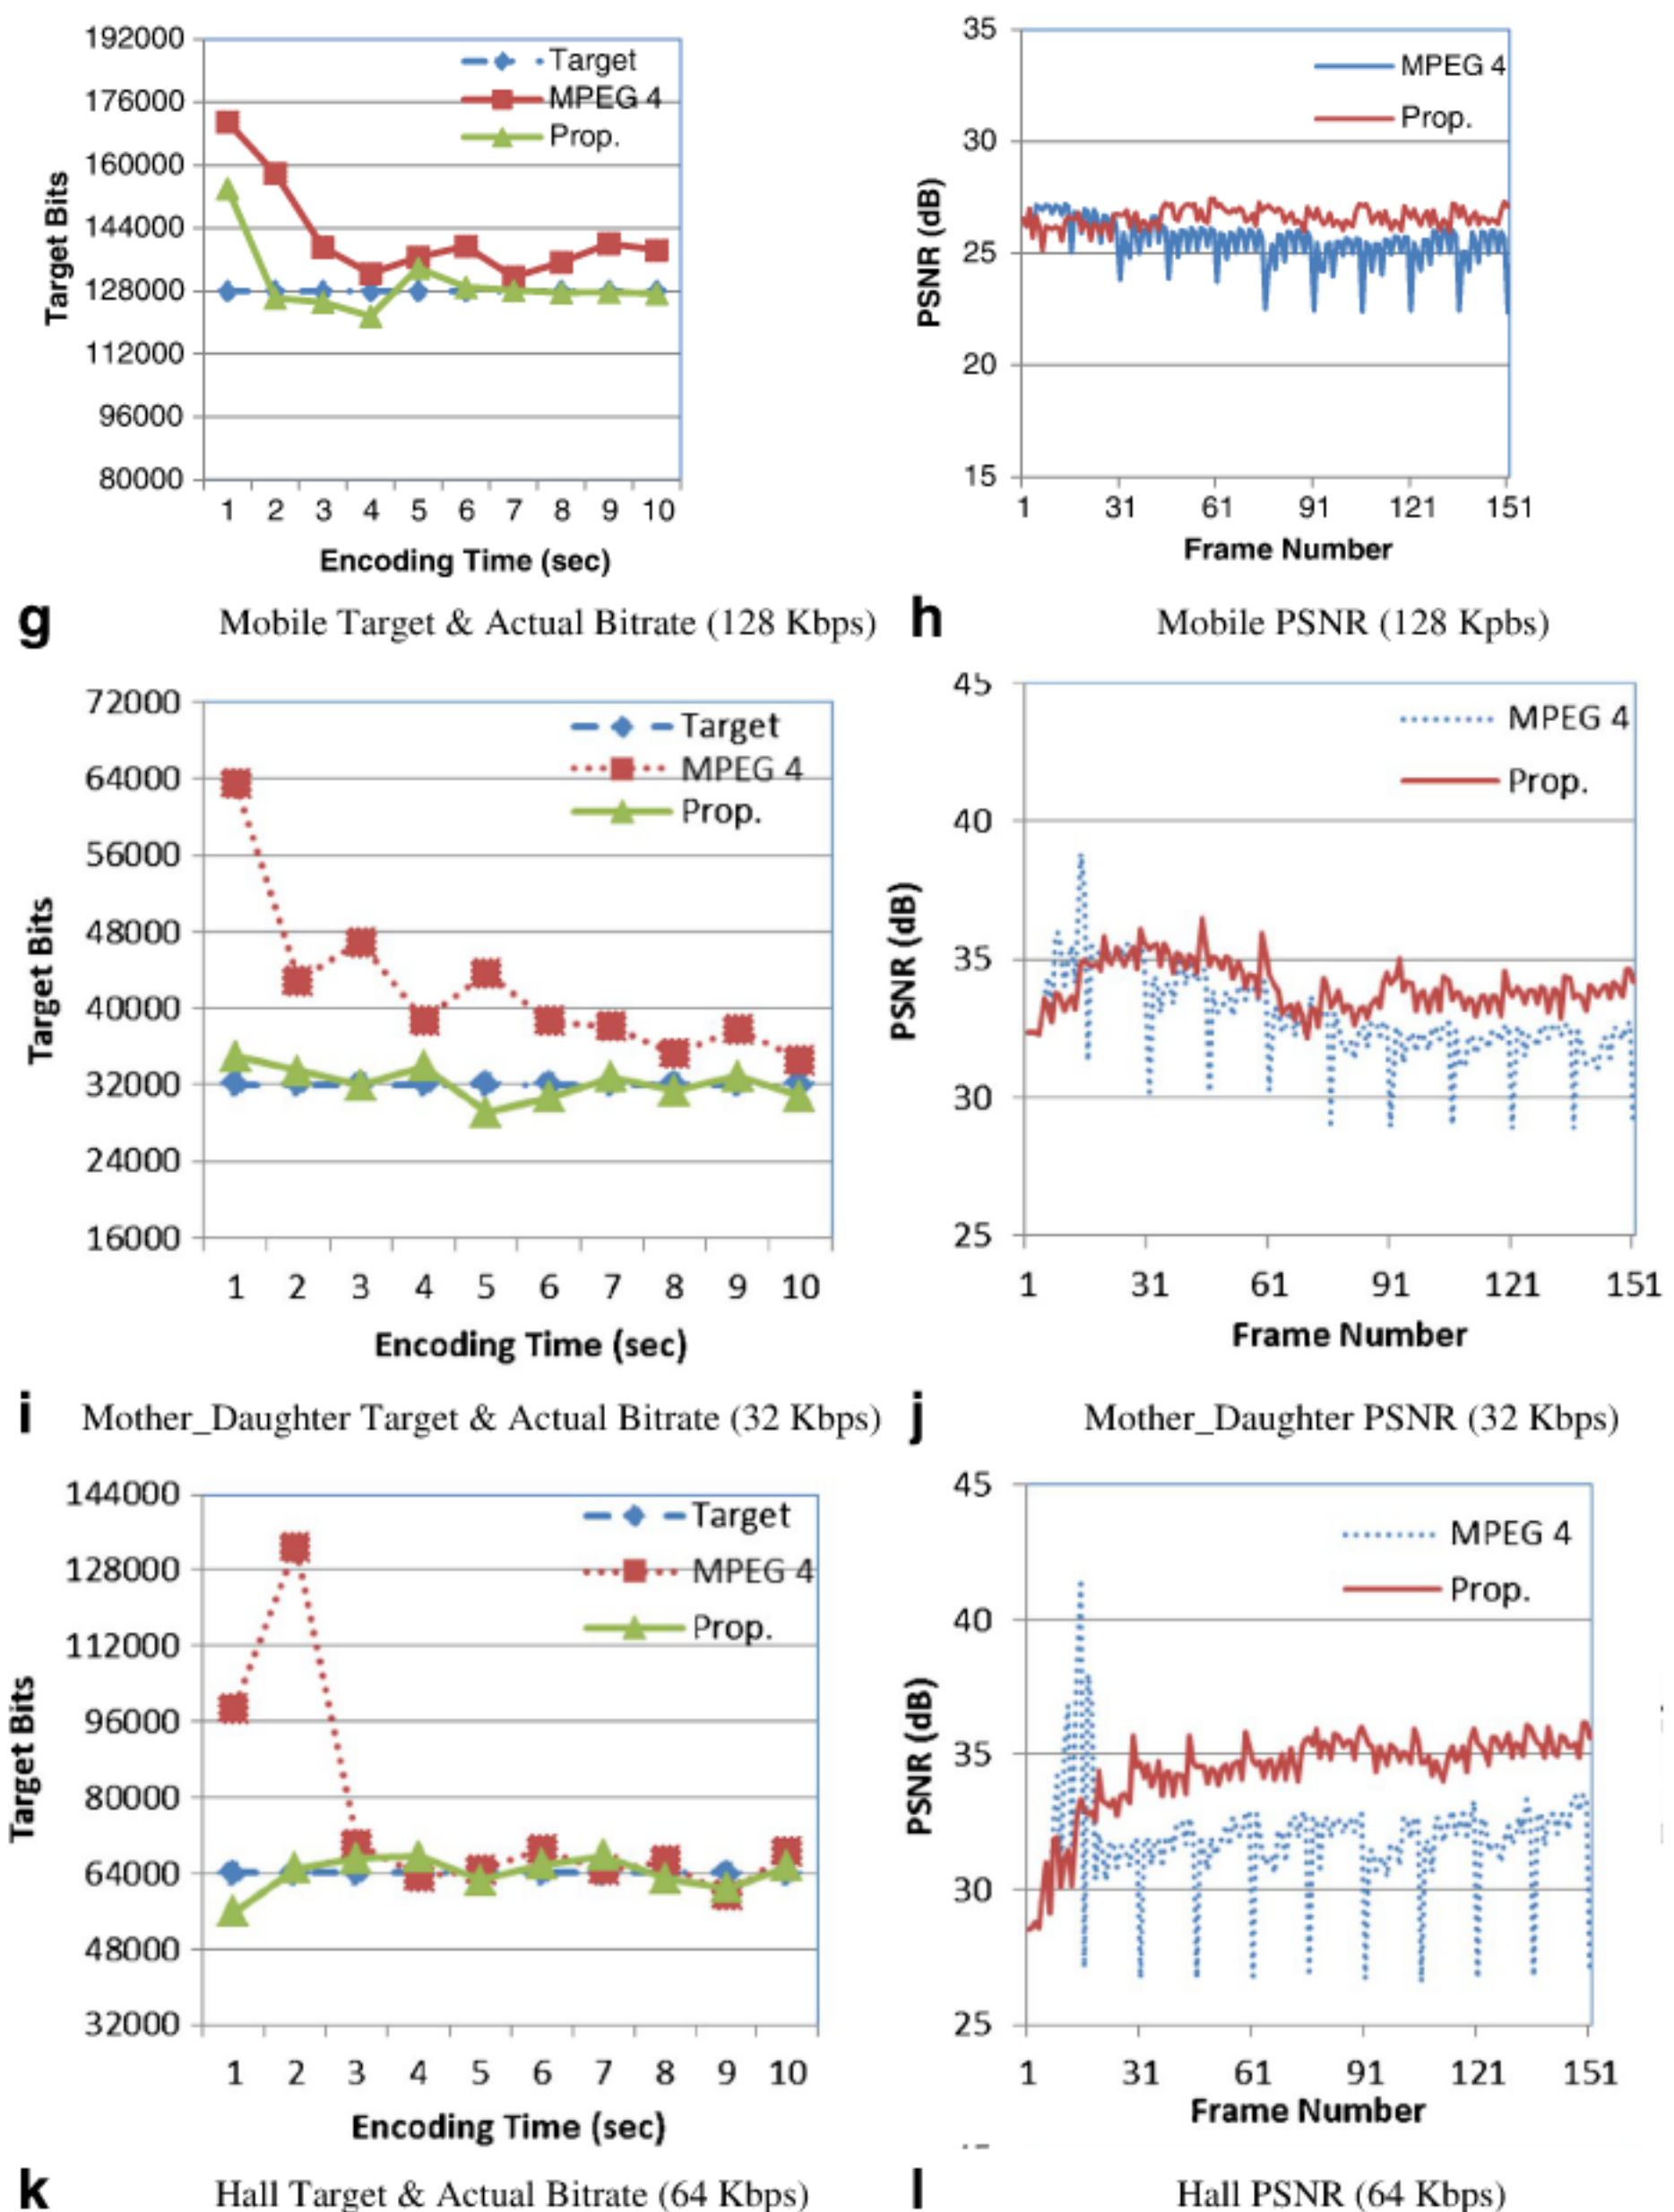 192000
176000
160000
144000
128000
112000
96000
80000
Target Bits
Target
MPEG 4
Prop.
1 2 3 4 5 6 7 8 9 10
Encoding Time (sec)
g Mobile Target & Actual Bitrate (128 Kbps)
35
30
25
20
15
PSNR (dB)
MPEG 4
Prop.
1 31 61 91 121 151
Frame Number
h Mobile PSNR (128 Kpbs)
72000
64000
56000
48000
40000
32000
24000
16000
Target Bits
Target
MPEG 4
Prop.
1 2 3 4 5 6 7 8 9 10
Encoding Time (sec)
i Mother_Daughter Target & Actual Bitrate (32 Kbps)
45
40
35
30
25
PSNR (dB)
MPEG 4
Prop.
1 31 61 91 121 151
Frame Number
j Mother_Daughter PSNR (32 Kbps)
144000
128000
112000
96000
80000
64000
48000
32000
Target Bits
Target
MPEG 4
Prop.
1 2 3 4 5 6 7 8 9 10
Encoding Time (sec)
k Hall Target & Actual Bitrate (64 Kbps)
45
40
35
30
25
PSNR (dB)
MPEG 4
Prop.
1 31 61 91 121 151
Frame Number
l Hall PSNR (64 Kbps)